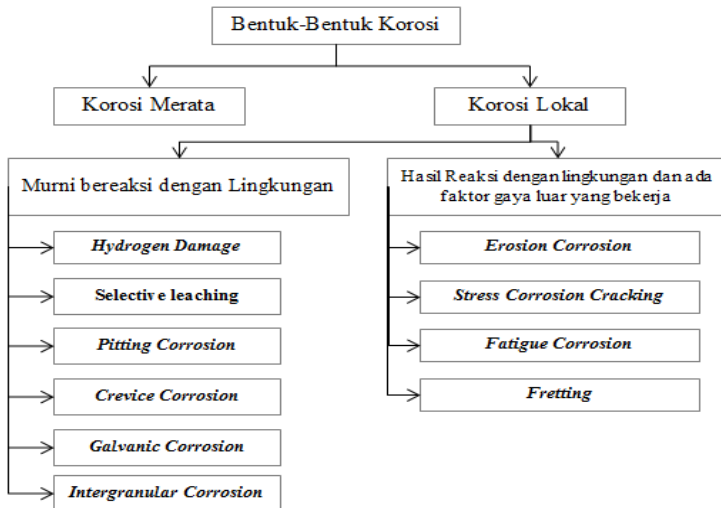 Bentuk-Bentuk Korosi
Korosi Merata
Korosi Lokal
Murni bereaksi dengan Lingkungan
Hasil Reaksi dengan lingkungan dan ada
faktor gaya luar yang bekerja
Hydrogen Damage
Selective leaching
Pitting Corrosion
Crevice Corrosion
Galvanic Corrosion
Intergranular Corrosion
Erosion Corrosion
Stress Corrosion Cracking
Fatigue Corrosion
Fretting